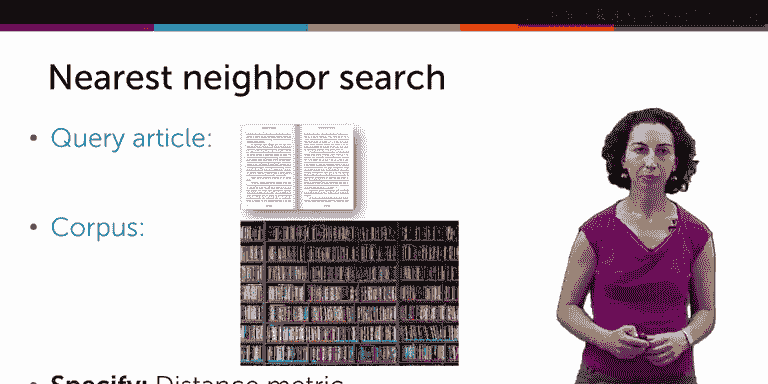 Nearest neighbor search
• Query article:
• Corpus:
• Specify: Distance metric